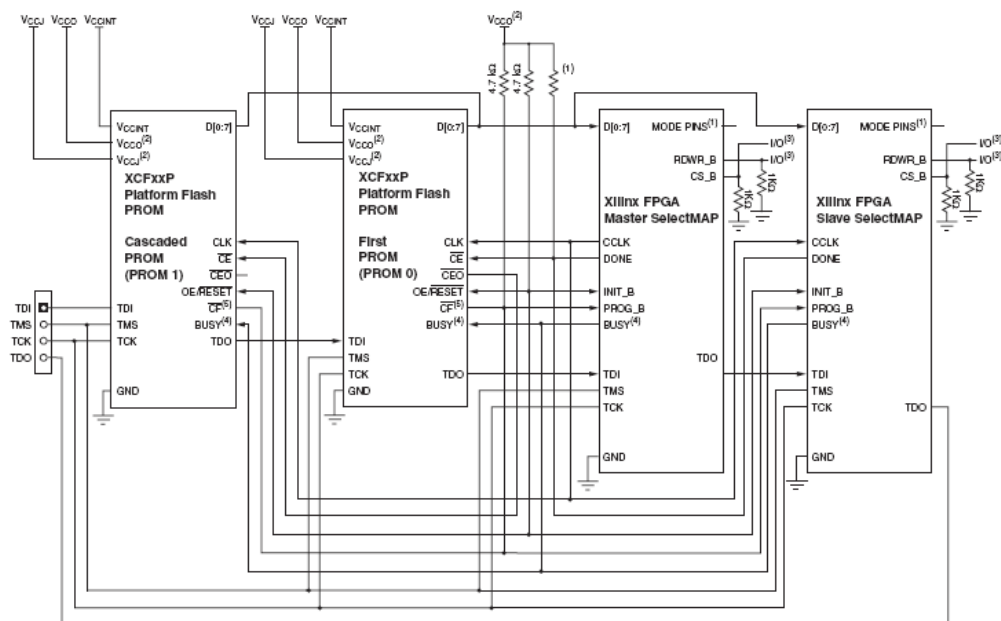 VCCJ VCCO VCCINT
VCCJ VCCO VCCINT
VCCO(2)
4.7 kΩ
4.7 kΩ
(1)
VCCINT
VCCO(2)
VCCJ(2)
D[0:7]
XCFxxP
Platform Flash
PROM
Cascaded
PROM
(PROM 1)
CLK
CE
CEO
OE/RESET
CF(5)
BUSY(4)
TDI
TMS
TCK
TDO
GND
TDI
TMS
TCK
TDO
VCCINT
VCCO(2)
VCCJ(2)
D[0:7]
XCFxxP
Platform Flash
PROM
First
PROM
(PROM 0)
CLK
CE
CEO
OE/RESET
CF(5)
BUSY(4)
TDI
TMS
TCK
TDO
GND
D[0:7]
MODE PINS(1)
RDWR_B
CS_B
I/O(3)
I/O(3)
1KΩ
1KΩ
Xilinx FPGA
Master SelectMAP
CCLK
DONE
INIT_B
PROG_B
BUSY(4)
TDO
TDI
TMS
TCK
GND
D[0:7]
MODE PINS(1)
RDWR_B
CS_B
I/O(3)
I/O(3)
1KΩ
1KΩ
Xilinx FPGA
Slave SelectMAP
CCLK
DONE
INIT_B
PROG_B
BUSY(4)
TDI
TMS
TCK
TDO
GND